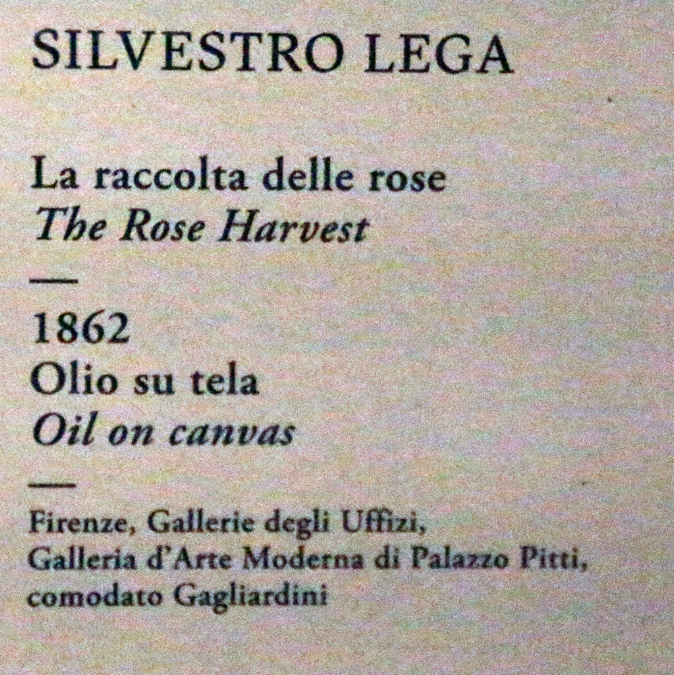 SILVESTRO LEGA
La raccolta delle rose
The Rose Harvest
1862
Olio su tela
Oil on canvas
Firenze, Gallerie degli Uffizi,
Galleria d'Arte Moderna di Palazzo Pitti,
comodato Gagliardini